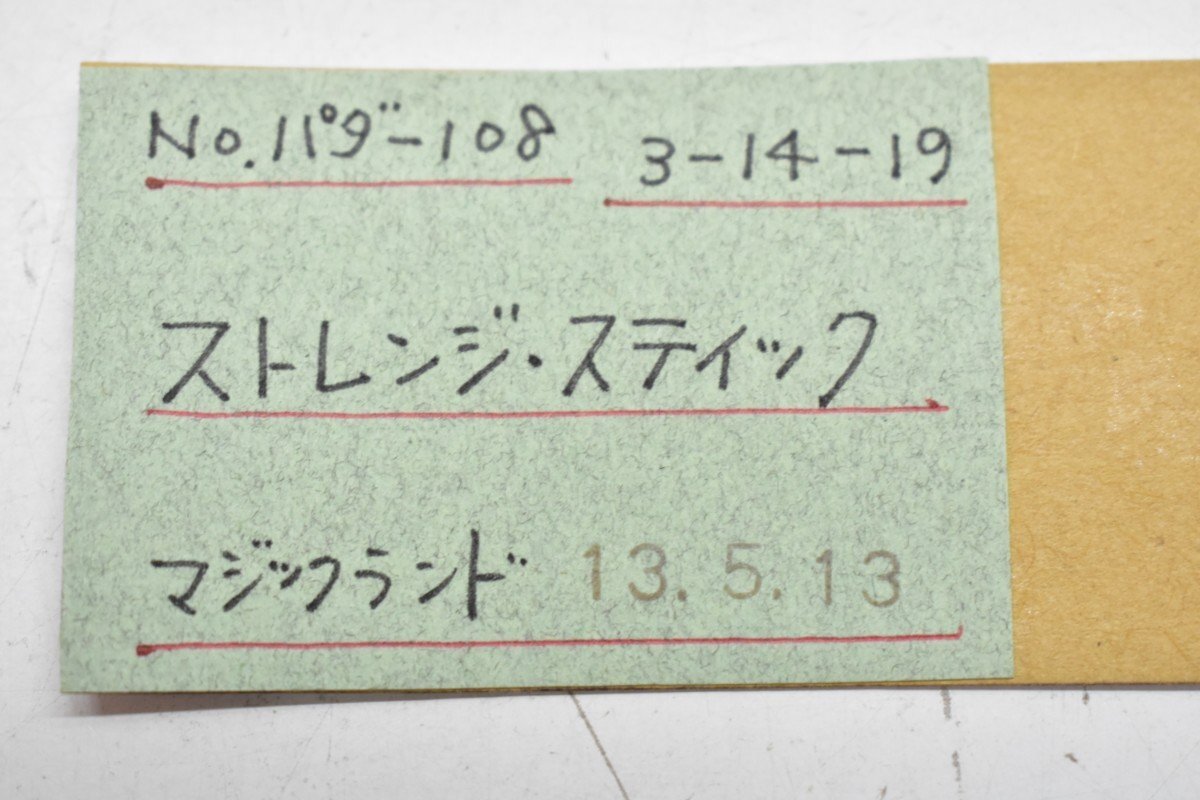 No.パダ-108 3-14-19
ストレンジ・スティック
マジックランド 13.5.13